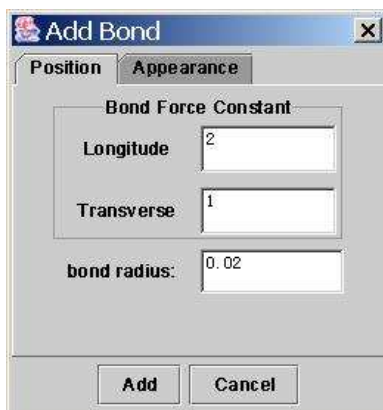 Add Bond
Position Appearance
Bond Force Constant
Longitude 2
Transverse 1
bond radius: 0.02
Add Cancel